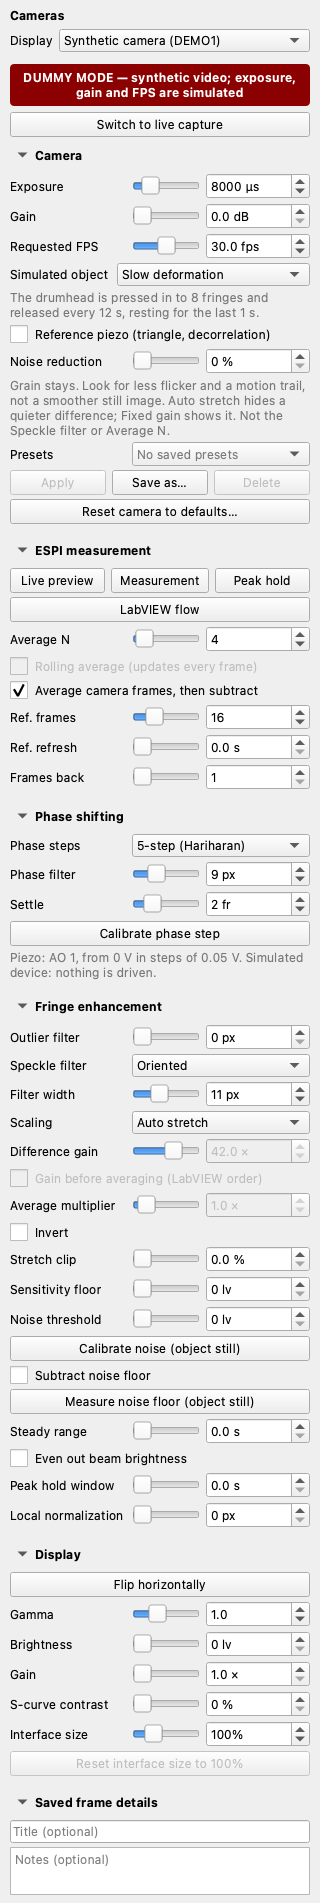 Cameras
Display Synthetic camera (DEMO1)
DUMMY MODE — synthetic video; exposure,
gain and FPS are simulated
Switch to live capture
Camera
Exposure 8000 µs
Gain 0.0 dB
Requested FPS 30.0 fps
Simulated object Slow deformation
The drumhead is pressed in to 8 fringes and
released every 12 s, resting for the last 1 s.
Reference piezo (triangle, decorrelation)
Noise reduction 0 %
Grain stays. Look for less flicker and a motion trail,
not a smoother still image. Auto stretch hides a
quieter difference; Fixed gain shows it. Not the
Speckle filter or Average N.
Presets No saved presets
Apply Save as... Delete
Reset camera to defaults...
ESPI measurement
Live preview Measurement Peak hold
LabVIEW flow
Average N 4
Rolling average (updates every frame)
Average camera frames, then subtract
Ref. frames 16
Ref. refresh 0.0 s
Frames back 1
Phase shifting
Phase steps 5-step (Hariharan)
Phase filter 9 px
Settle 2 fr
Calibrate phase step
Piezo: AO 1, from 0 V in steps of 0.05 V. Simulated
device: nothing is driven.
Fringe enhancement
Outlier filter 0 px
Speckle filter Oriented
Filter width 11 px
Scaling Auto stretch
Difference gain 42.0 ×
Gain before averaging (LabVIEW order)
Average multiplier 1.0 ×
Invert
Stretch clip 0.0 %
Sensitivity floor 0 lv
Noise threshold 0 lv
Calibrate noise (object still)
Subtract noise floor
Measure noise floor (object still)
Steady range 0.0 s
Even out beam brightness
Peak hold window 0.0 s
Local normalization 0 px
Display
Flip horizontally
Gamma 1.0
Brightness 0 lv
Gain 1.0 ×
S-curve contrast 0 %
Interface size 100%
Reset interface size to 100%
Saved frame details
Title (optional)
Notes (optional)